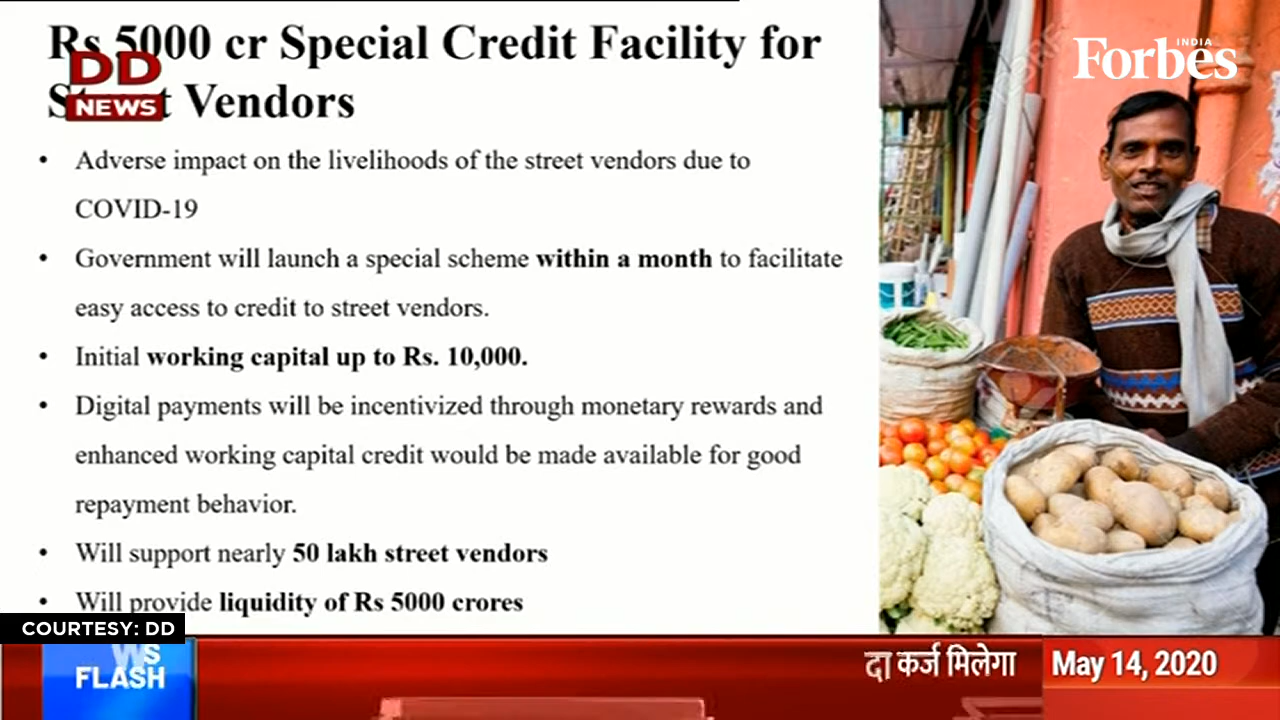 Rs 5000 cr Special Credit Facility for
Vendors
DD
NEWS
INDIA
Forbes
• Adverse impact on the livelihoods of the street vendors due to
COVID-19
• Government will launch a special scheme within a month to facilitate
easy access to credit to street vendors.
• Initial working capital up to Rs. 10,000.
• Digital payments will be incentivized through monetary rewards and
enhanced working capital credit would be made available for good
repayment behavior.
• Will support nearly 50 lakh street vendors
• Will provide liquidity of Rs 5000 crores
COURTESY: DD
FLASH
कर्ज मिलेगा
May 14, 2020